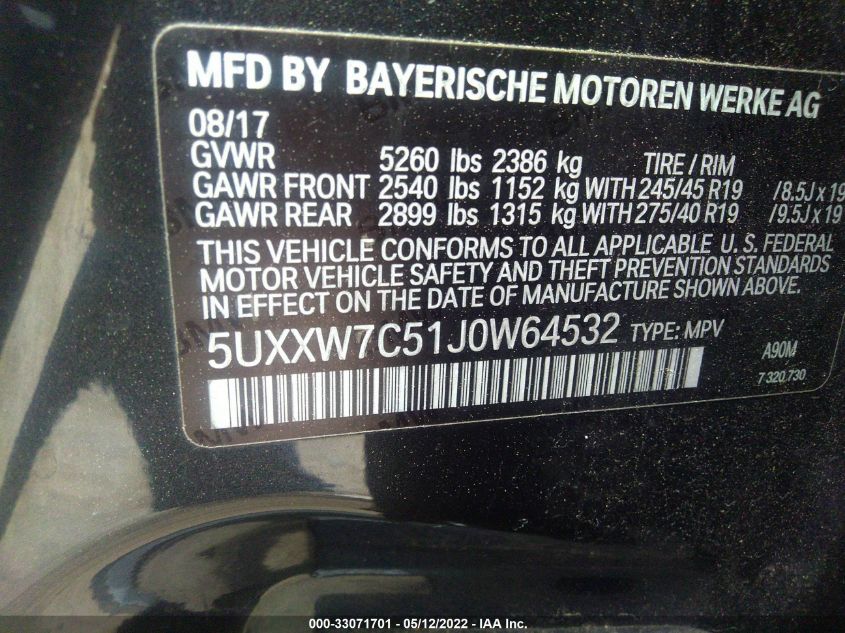 MFD BY BAYERISCHE MOTOREN WERKE AG
08/17
GVWR 5260 lbs 2386 kg TIRE / RIM
GAWR FRONT 2540 lbs 1152 kg WITH 245/45 R19 /8.5J x 19
GAWR REAR 2899 lbs 1315 kg WITH 275/40 R19 /9.5J x 19
THIS VEHICLE CONFORMS TO ALL APPLICABLE U. S. FEDERAL
MOTOR VEHICLE SAFETY AND THEFT PREVENTION STANDARDS
IN EFFECT ON THE DATE OF MANUFACTURE SHOWN ABOVE.
5UXXW7C51J0W64532 TYPE: MPV
A90M
7 320.730
000-33071701 - 05/12/2022 - IAA Inc.